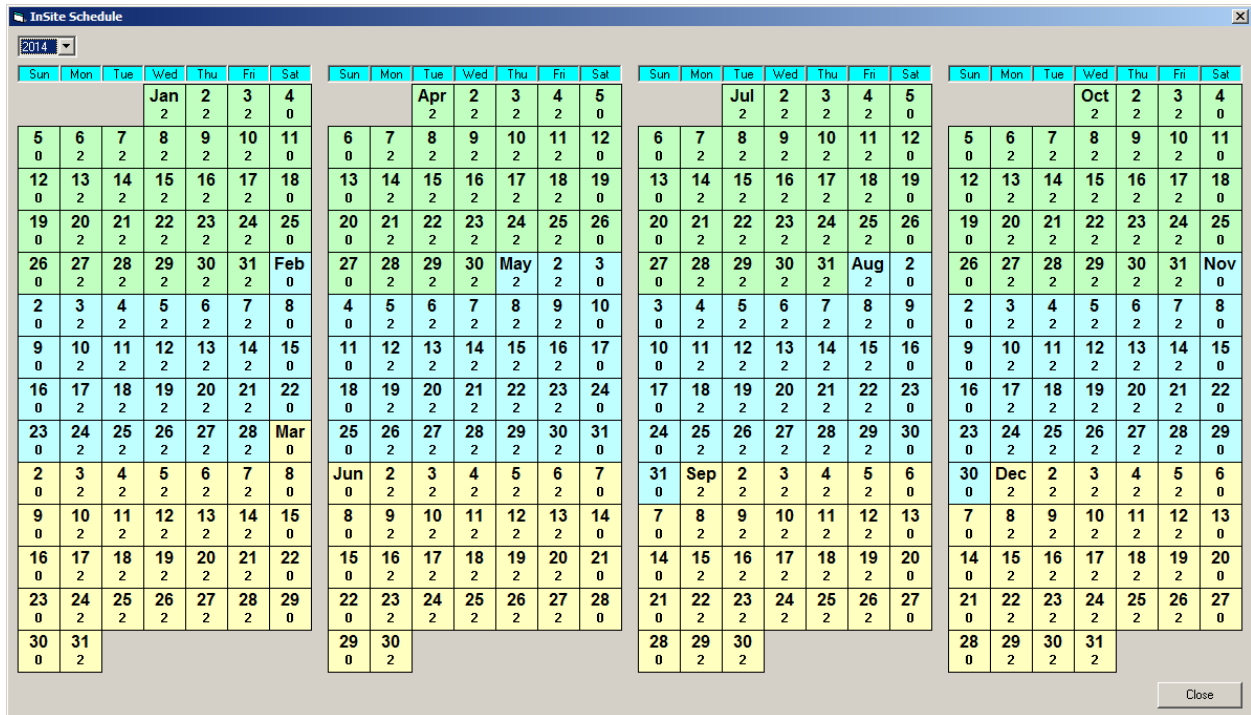 InSite Schedule
2014
Sun Mon Tue Wed Thu Fri Sat
Jan 2 3 4
2 2 2 0
5 6 7 8 9 10 11
0 2 2 2 2 2 0
12 13 14 15 16 17 18
0 2 2 2 2 2 0
19 20 21 22 23 24 25
0 2 2 2 2 2 0
26 27 28 29 30 31 Feb
0 2 2 2 2 2 0
2 3 4 5 6 7 8
0 2 2 2 2 2 0
9 10 11 12 13 14 15
0 2 2 2 2 2 0
16 17 18 19 20 21 22
0 2 2 2 2 2 0
23 24 25 26 27 28 Mar
0 2 2 2 2 2 0
2 3 4 5 6 7 8
0 2 2 2 2 2 0
9 10 11 12 13 14 15
0 2 2 2 2 2 0
16 17 18 19 20 21 22
0 2 2 2 2 2 0
23 24 25 26 27 28 29
0 2 2 2 2 2 0
30 31
0 2
Sun Mon Tue Wed Thu Fri Sat
Apr 2 3 4 5
2 2 2 2 0
6 7 8 9 10 11 12
0 2 2 2 2 2 0
13 14 15 16 17 18 19
0 2 2 2 2 2 0
20 21 22 23 24 25 26
0 2 2 2 2 2 0
27 28 29 30 May 2 3
0 2 2 2 2 2 0
4 5 6 7 8 9 10
0 2 2 2 2 2 0
11 12 13 14 15 16 17
0 2 2 2 2 2 0
18 19 20 21 22 23 24
0 2 2 2 2 2 0
25 26 27 28 29 30 31
0 2 2 2 2 2 0
Jun 2 3 4 5 6 7
0 2 2 2 2 2 0
8 9 10 11 12 13 14
0 2 2 2 2 2 0
15 16 17 18 19 20 21
0 2 2 2 2 2 0
22 23 24 25 26 27 28
0 2 2 2 2 2 0
29 30
0 2
Sun Mon Tue Wed Thu Fri Sat
Jul 2 3 4 5
2 2 2 2 0
6 7 8 9 10 11 12
0 2 2 2 2 2 0
13 14 15 16 17 18 19
0 2 2 2 2 2 0
20 21 22 23 24 25 26
0 2 2 2 2 2 0
27 28 29 30 31 Aug 2
0 2 2 2 2 2 0
3 4 5 6 7 8 9
0 2 2 2 2 2 0
10 11 12 13 14 15 16
0 2 2 2 2 2 0
17 18 19 20 21 22 23
0 2 2 2 2 2 0
24 25 26 27 28 29 30
0 2 2 2 2 2 0
31 Sep 2 3 4 5 6
0 2 2 2 2 2 0
7 8 9 10 11 12 13
0 2 2 2 2 2 0
14 15 16 17 18 19 20
0 2 2 2 2 2 0
21 22 23 24 25 26 27
0 2 2 2 2 2 0
28 29 30
0 2 2
Sun Mon Tue Wed Thu Fri Sat
Oct 2 3 4
2 2 2 0
5 6 7 8 9 10 11
0 2 2 2 2 2 0
12 13 14 15 16 17 18
0 2 2 2 2 2 0
19 20 21 22 23 24 25
0 2 2 2 2 2 0
26 27 28 29 30 31 Nov
0 2 2 2 2 2 0
2 3 4 5 6 7 8
0 2 2 2 2 2 0
9 10 11 12 13 14 15
0 2 2 2 2 2 0
16 17 18 19 20 21 22
0 2 2 2 2 2 0
23 24 25 26 27 28 29
0 2 2 2 2 2 0
30 Dec 2 3 4 5 6
0 2 2 2 2 2 0
7 8 9 10 11 12 13
0 2 2 2 2 2 0
14 15 16 17 18 19 20
0 2 2 2 2 2 0
21 22 23 24 25 26 27
0 2 2 2 2 2 0
28 29 30 31
0 2 2 2
Close